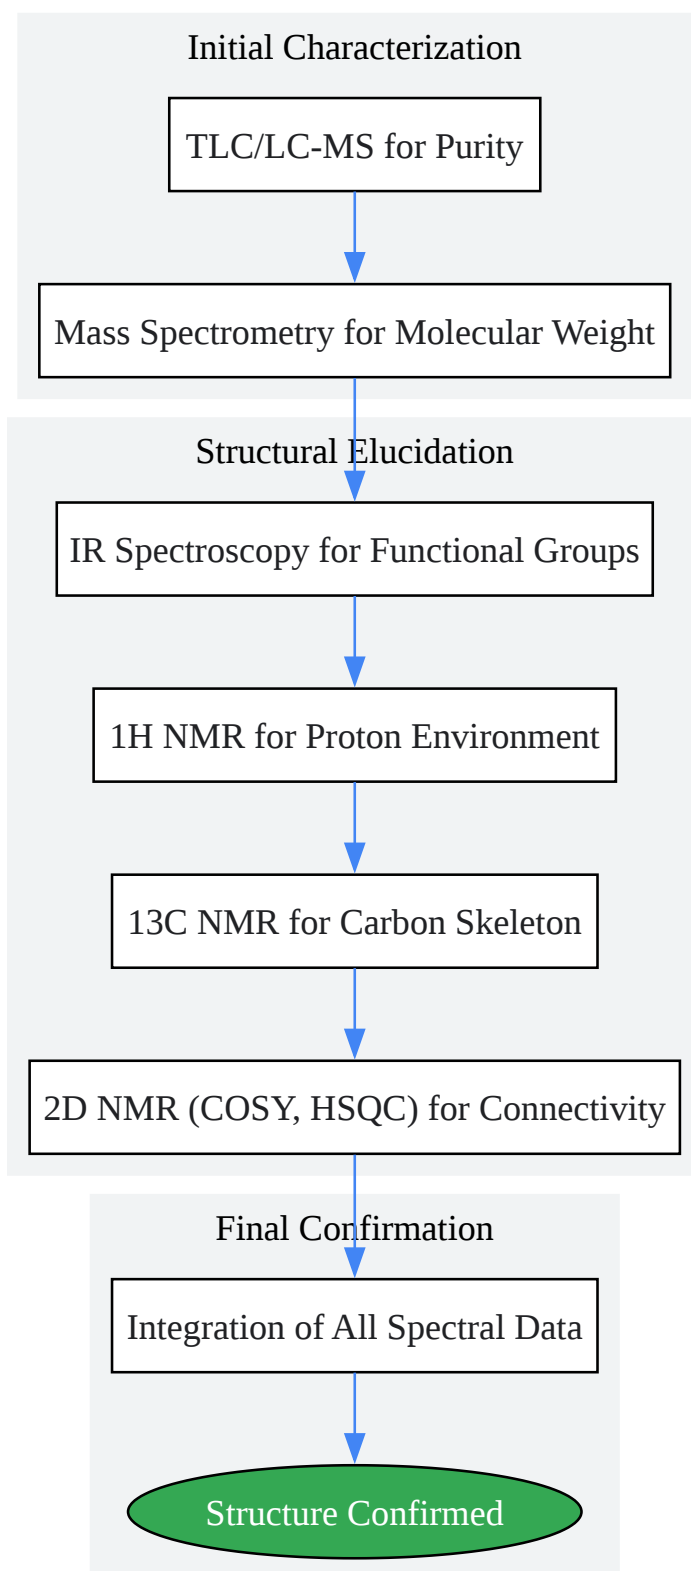 Initial Characterization
TLC/LC-MS for Purity
Mass Spectrometry for Molecular Weight
Structural Elucidation
IR Spectroscopy for Functional Groups
1H NMR for Proton Environment
13C NMR for Carbon Skeleton
2D NMR (COSY, HSQC) for Connectivity
Final Confirmation
Integration of All Spectral Data
Structure Confirmed